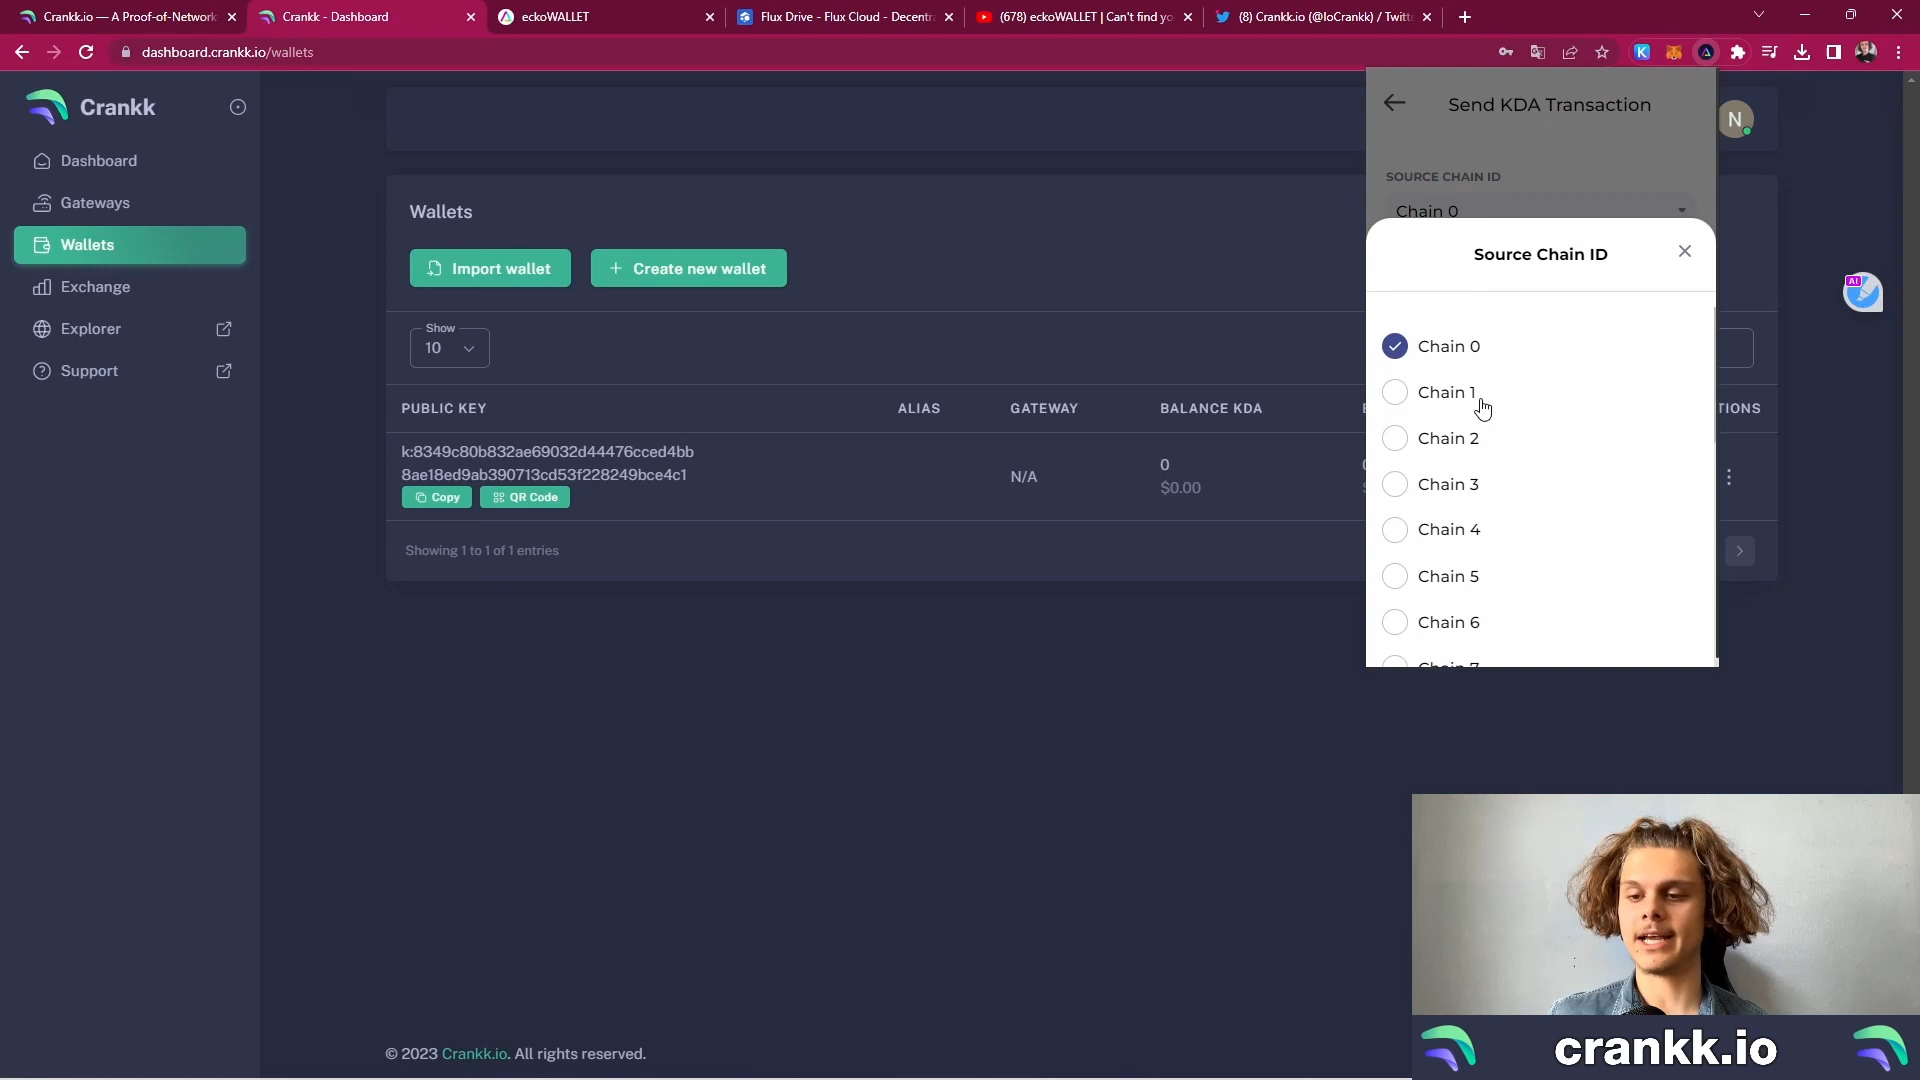 Crankk.io — A Proof-of-Network
Crankk - Dashboard
eckoWALLET
Flux Drive - Flux Cloud - Decentra
(678) eckoWALLET | Can't find yo
(8) Crankk.io (@IoCrankk) / Twitte
dashboard.crankk.io/wallets
Crankk
Dashboard
Gateways
Wallets
Exchange
Explorer
Support
N
Wallets
Import wallet
+ Create new wallet
Show
10
PUBLIC KEY
ALIAS
GATEWAY
BALANCE KDA
TIONS
k:8349c80b832ae69032d44476cced4bb
8ae18ed9ab390713cd53f228249bce4c1
Copy
QR Code
N/A
0
$0.00
Showing 1 to 1 of 1 entries
Send KDA Transaction
SOURCE CHAIN ID
Chain 0
Source Chain ID
Chain 0
Chain 1
Chain 2
Chain 3
Chain 4
Chain 5
Chain 6
Chain 7
AI
© 2023 Crankk.io. All rights reserved.
crankk.io